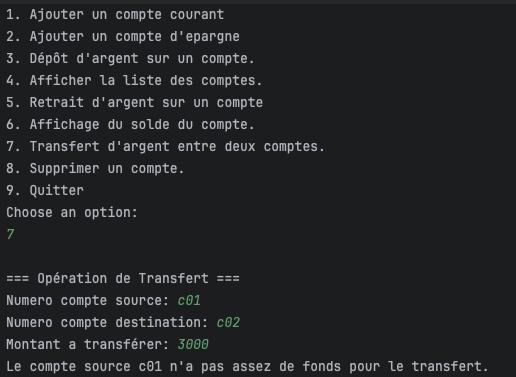 1. Ajouter un compte courant
2. Ajouter un compte d'epargne
3. Dépôt d'argent sur un compte.
4. Afficher la liste des comptes.
5. Retrait d'argent sur un compte
6. Affichage du solde du compte.
7. Transfert d'argent entre deux comptes.
8. Supprimer un compte.
9. Quitter
Choose an option:
7
=== Opération de Transfert ===
Numero compte source: c01
Numero compte destination: c02
Montant a transférer: 3000
Le compte source c01 n'a pas assez de fonds pour le transfert.